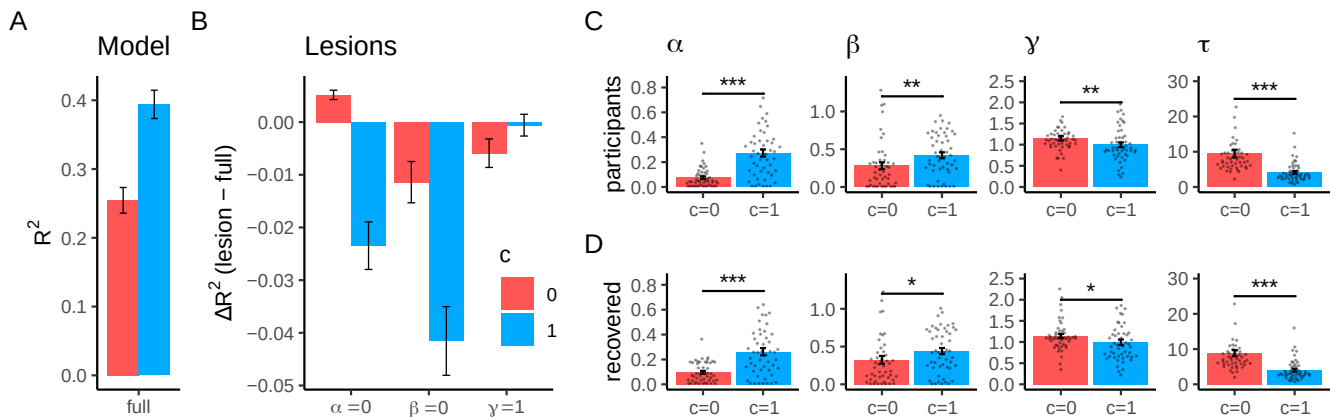 A
Model
R²
0.4
0.3
0.2
0.1
0.0
full
B
Lesions
ΔR² (lesion − full)
0.00
−0.01
−0.02
−0.03
−0.04
−0.05
α =0
β =0
γ =1
c
0
1
C
α
β
γ
τ
participants
0.8
0.6
0.4
0.2
0.0
***
c=0
c=1
1.0
0.5
0.0
**
c=0
c=1
2.5
2.0
1.5
1.0
0.5
0.0
**
c=0
c=1
30
20
10
0
***
c=0
c=1
D
recovered
0.8
0.6
0.4
0.2
0.0
***
c=0
c=1
1.0
0.5
0.0
*
c=0
c=1
2.5
2.0
1.5
1.0
0.5
0.0
*
c=0
c=1
30
20
10
0
***
c=0
c=1